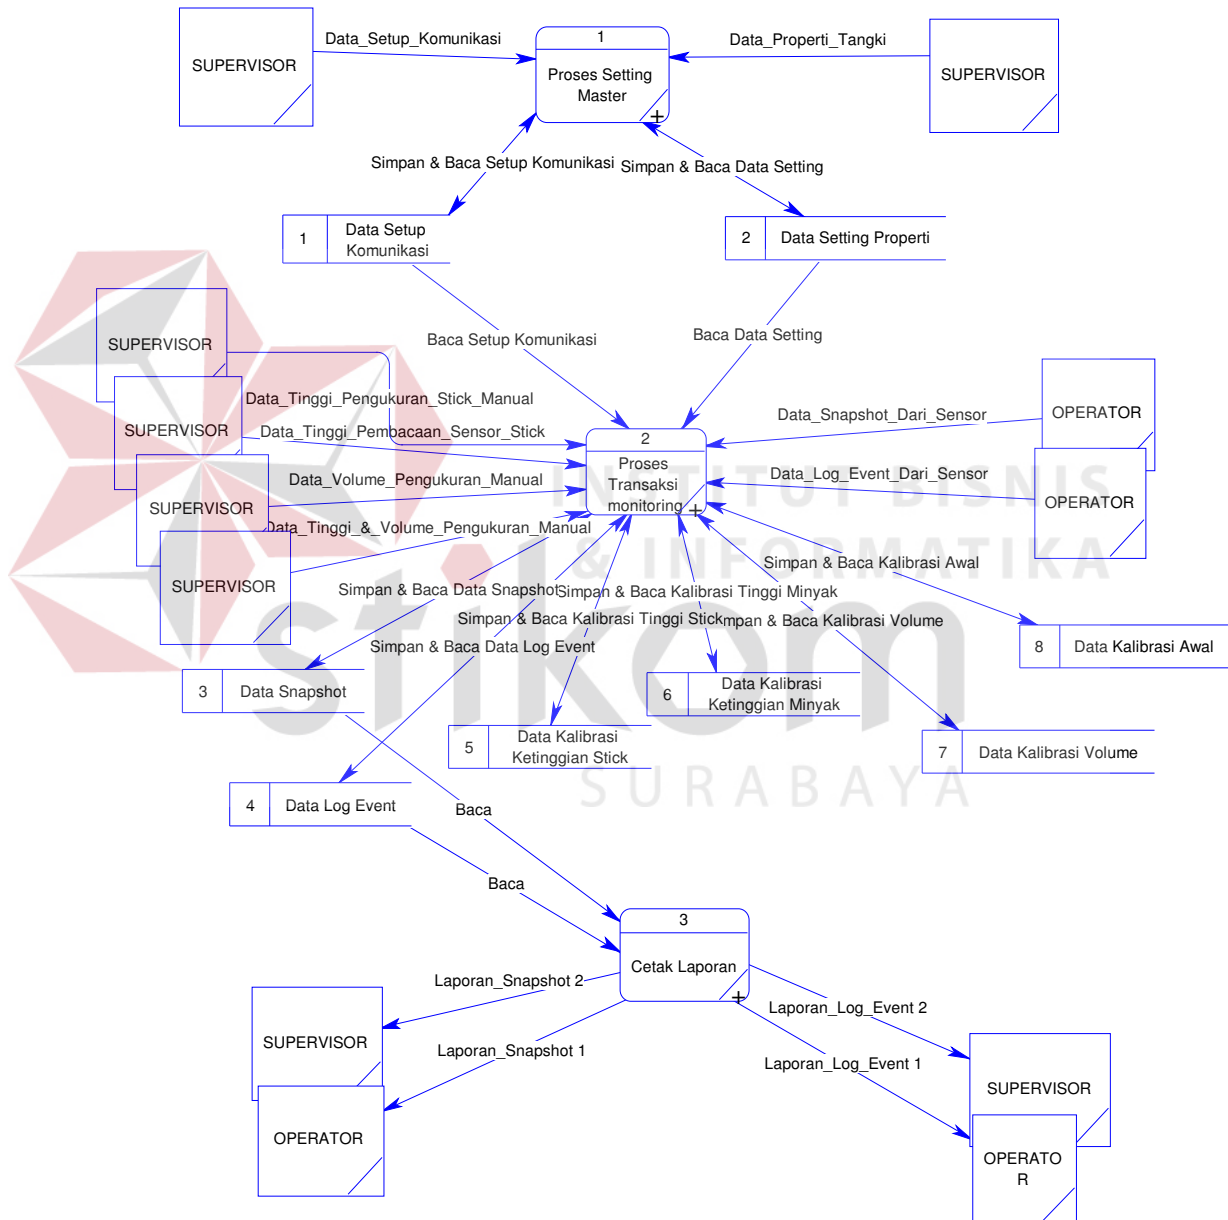 SUPERVISOR
Data_Setup_Komunikasi
1
Proses Setting
Master
Data_Properti_Tangki
SUPERVISOR
Simpan & Baca Setup Komunikasi
Simpan & Baca Data Setting
1
Data Setup
Komunikasi
2
Data Setting Properti
Baca Setup Komunikasi
Baca Data Setting
SUPERVISOR
SUPERVISOR
SUPERVISOR
SUPERVISOR
Data_Tinggi_Pengukuran_Stick_Manual
Data_Tinggi_Pembacaan_Sensor_Stick
Data_Volume_Pengukuran_Manual
Data_Tinggi_&_Volume_Pengukuran_Manual
2
Proses
Transaksi
monitoring
Data_Snapshot_Dari_Sensor
Data_Log_Event_Dari_Sensor
OPERATOR
OPERATOR
INSTITUT BISNIS
& INFORMATIKA
stikom
SURABAYA
Simpan & Baca Kalibrasi Awal
Simpan & Baca Data Snapshot
Simpan & Baca Kalibrasi Tinggi Minyak
Simpan & Baca Kalibrasi Tinggi Stick
mpan & Baca Kalibrasi Volume
Simpan & Baca Data Log Event
8
Data Kalibrasi Awal
3
Data Snapshot
6
Data Kalibrasi
Ketinggian Minyak
5
Data Kalibrasi
Ketinggian Stick
7
Data Kalibrasi Volume
4
Data Log Event
Baca
Baca
3
Cetak Laporan
Laporan_Snapshot 2
Laporan_Snapshot 1
Laporan_Log_Event 2
Laporan_Log_Event 1
SUPERVISOR
OPERATOR
SUPERVISOR
OPERATO
R